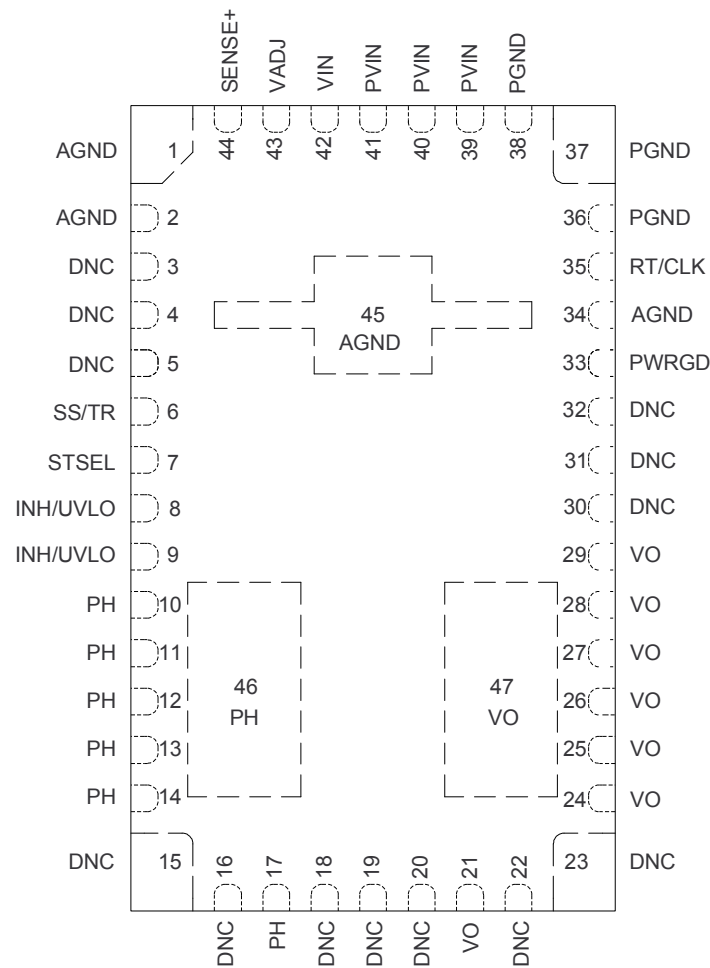 SENSE+
VADJ
VIN
PVIN
PVIN
PVIN
PGND
44
43
42
41
40
39
38
AGND 1
37 PGND
AGND 2
36 PGND
DNC 3
35 RT/CLK
DNC 4
34 AGND
45
AGND
DNC 5
33 PWRGD
SS/TR 6
32 DNC
STSEL 7
31 DNC
INH/UVLO 8
30 DNC
INH/UVLO 9
29 VO
PH 10
28 VO
PH 11
27 VO
46
PH
47
VO
PH 12
26 VO
PH 13
25 VO
PH 14
24 VO
DNC 15
23 DNC
16
17
18
19
20
21
22
DNC
PH
DNC
DNC
DNC
VO
DNC